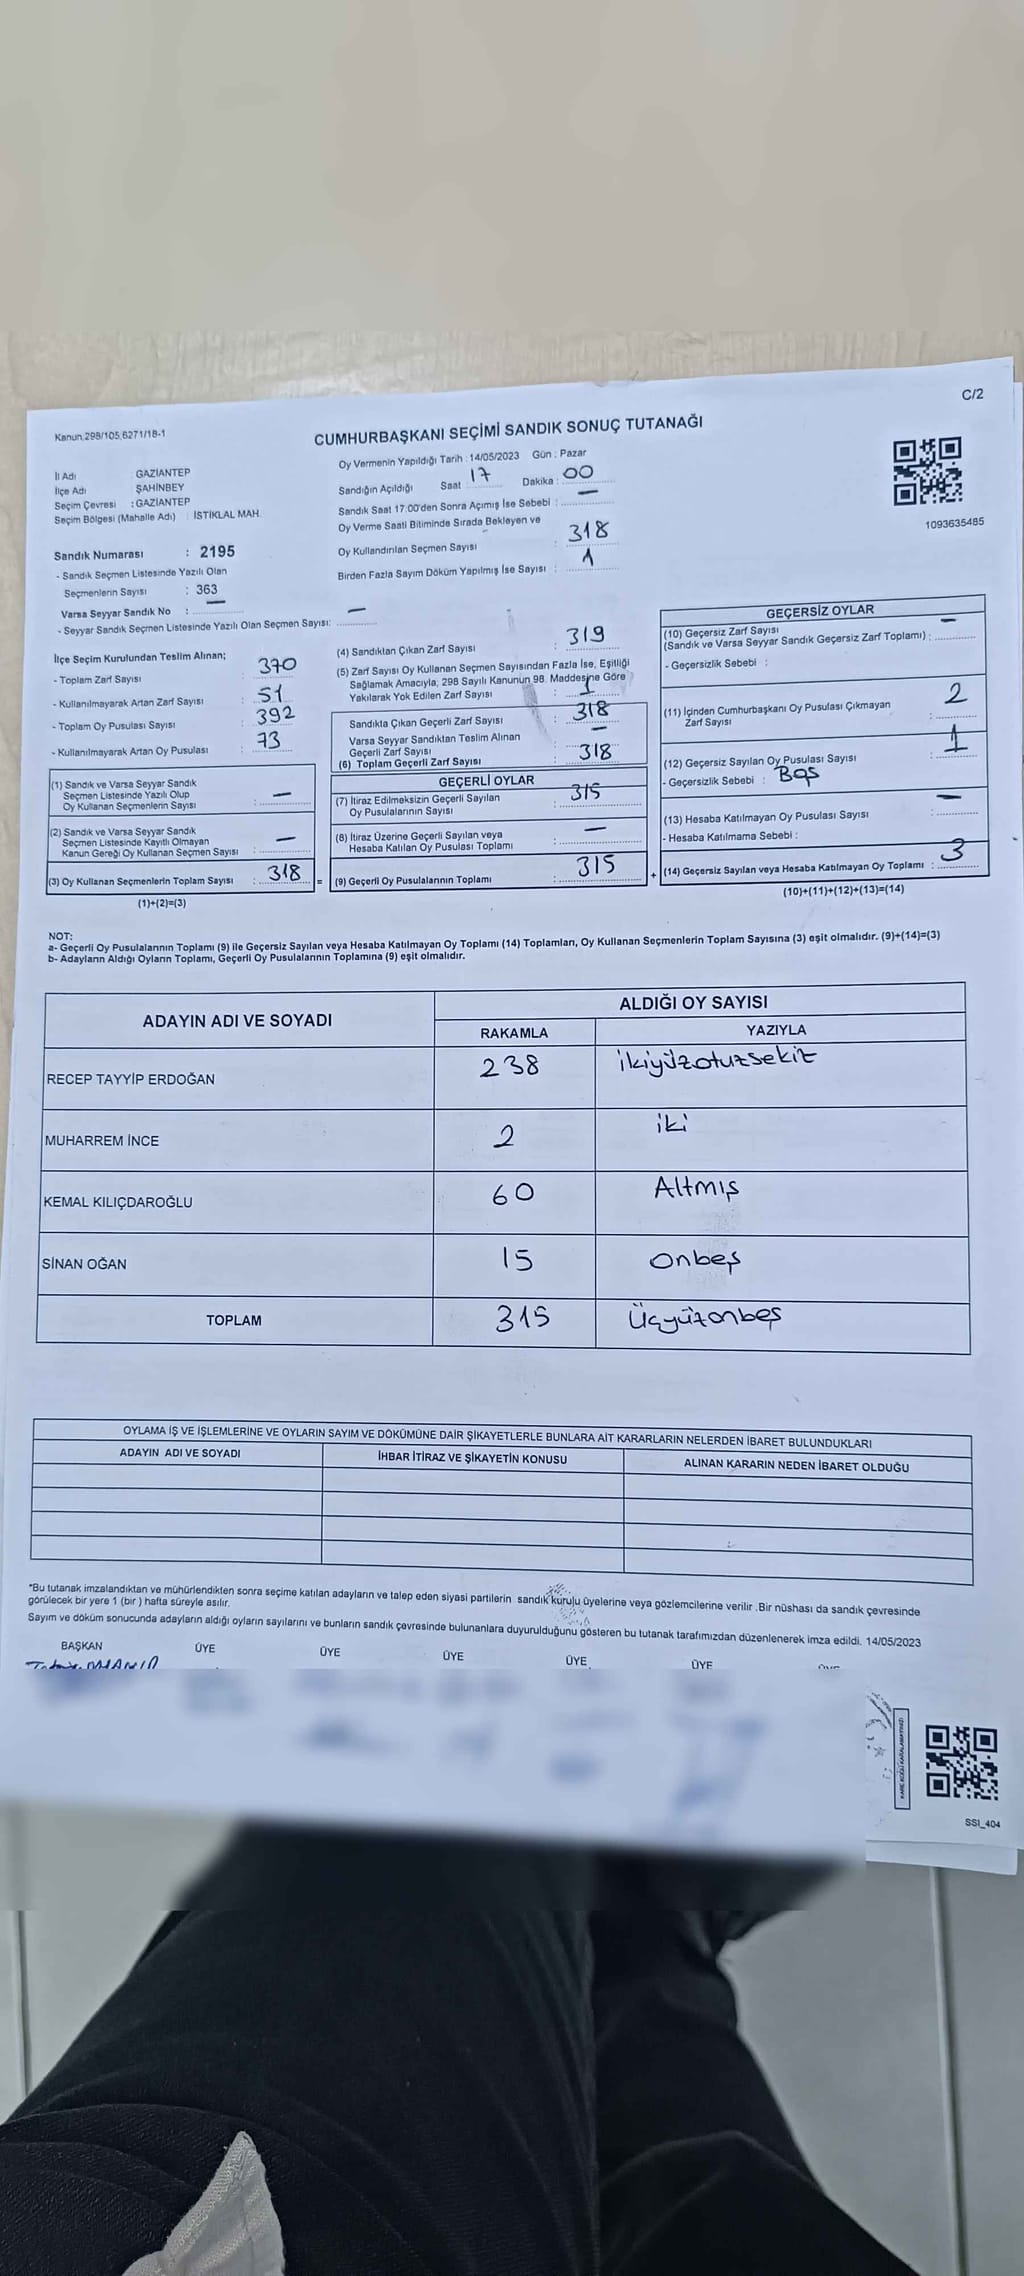 C/2
Kanun,298/105,6271/18-1
CUMHURBAŞKANI SEÇİMİ SANDIK SONUÇ TUTANAĞI
İl Adı : GAZİANTEP
İlçe Adı : ŞAHİNBEY
Seçim Çevresi : GAZİANTEP
Seçim Bölgesi (Mahalle Adı) : İSTİKLAL MAH.
Sandık Numarası : 2195
- Sandık Seçmen Listesinde Yazılı Olan
Seçmenlerin Sayısı : 363
Varsa Seyyar Sandık No : —
- Seyyar Sandık Seçmen Listesinde Yazılı Olan Seçmen Sayısı: —
Oy Vermenin Yapıldığı Tarih : 14/05/2023 Gün : Pazar
Sandığın Açıldığı Saat 17 Dakika : 00
Sandık Saat 17:00'den Sonra Açımış İse Sebebi : —
Oy Verme Saati Bitiminde Sırada Bekleyen ve
Oy Kullandırılan Seçmen Sayısı : 318
Birden Fazla Sayım Döküm Yapılmış İse Sayısı : 1
1093635485
İlçe Seçim Kurulundan Teslim Alınan;
- Toplam Zarf Sayısı : 370
- Kullanılmayarak Artan Zarf Sayısı : 51
- Toplam Oy Pusulası Sayısı : 392
- Kullanılmayarak Artan Oy Pusulası : 73
(1) Sandık ve Varsa Seyyar Sandık
Seçmen Listesinde Yazılı Olup
Oy Kullanan Seçmenlerin Sayısı : —
(2) Sandık ve Varsa Seyyar Sandık
Seçmen Listesinde Kayıtlı Olmayan
Kanun Gereği Oy Kullanan Seçmen Sayısı : —
(3) Oy Kullanan Seçmenlerin Toplam Sayısı : 318 =
(1)+(2)=(3)
(4) Sandıktan Çıkan Zarf Sayısı : 319
(5) Zarf Sayısı Oy Kullanan Seçmen Sayısından Fazla İse, Eşitliği
Sağlamak Amacıyla, 298 Sayılı Kanunun 98. Maddesine Göre
Yakılarak Yok Edilen Zarf Sayısı : 1
Sandıkta Çıkan Geçerli Zarf Sayısı : 318
Varsa Seyyar Sandıktan Teslim Alınan
Geçerli Zarf Sayısı : —
(6) Toplam Geçerli Zarf Sayısı : 318
GEÇERLİ OYLAR
(7) İtiraz Edilmeksizin Geçerli Sayılan
Oy Pusulalarının Sayısı : 315
(8) İtiraz Üzerine Geçerli Sayılan veya
Hesaba Katılan Oy Pusulası Toplamı : —
(9) Geçerli Oy Pusulalarının Toplamı : 315 +
GEÇERSİZ OYLAR
(10) Geçersiz Zarf Sayısı
(Sandık ve Varsa Seyyar Sandık Geçersiz Zarf Toplamı) : —
- Geçersizlik Sebebi :
(11) İçinden Cumhurbaşkanı Oy Pusulası Çıkmayan
Zarf Sayısı : 2
(12) Geçersiz Sayılan Oy Pusulası Sayısı : 1
- Geçersizlik Sebebi : Boş
(13) Hesaba Katılmayan Oy Pusulası Sayısı : —
- Hesaba Katılmama Sebebi :
(14) Geçersiz Sayılan veya Hesaba Katılmayan Oy Toplamı : 3
(10)+(11)+(12)+(13)=(14)
NOT:
a- Geçerli Oy Pusulalarının Toplamı (9) ile Geçersiz Sayılan veya Hesaba Katılmayan Oy Toplamı (14) Toplamları, Oy Kullanan Seçmenlerin Toplam Sayısına (3) eşit olmalıdır. (9)+(14)=(3)
b- Adayların Aldığı Oyların Toplamı, Geçerli Oy Pusulalarının Toplamına (9) eşit olmalıdır.
ADAYIN ADI VE SOYADI
ALDIĞI OY SAYISI
RAKAMLA YAZIYLA
RECEP TAYYİP ERDOĞAN 238 ikiyüzotuzsekiz
MUHARREM İNCE 2 iki
KEMAL KILIÇDAROĞLU 60 Altmış
SİNAN OĞAN 15 onbeş
TOPLAM 315 Üçyüzonbeş
OYLAMA İŞ VE İŞLEMLERİNE VE OYLARIN SAYIM VE DÖKÜMÜNE DAİR ŞİKAYETLERLE BUNLARA AİT KARARLARIN NELERDEN İBARET BULUNDUKLARI
ADAYIN ADI VE SOYADI İHBAR İTİRAZ VE ŞİKAYETİN KONUSU ALINAN KARARIN NEDEN İBARET OLDUĞU
*Bu tutanak imzalandıktan ve mühürlendikten sonra seçime katılan adayların ve talep eden siyasi partilerin sandık kurulu üyelerine veya gözlemcilerine verilir .Bir nüshası da sandık çevresinde
görülecek bir yere 1 (bir ) hafta süreyle asılır.
Sayım ve döküm sonucunda adayların aldığı oyların sayılarını ve bunların sandık çevresinde bulunanlara duyurulduğunu gösteren bu tutanak tarafımızdan düzenlenerek imza edildi. 14/05/2023
BAŞKAN ÜYE ÜYE ÜYE ÜYE ÜYE
SSI_404